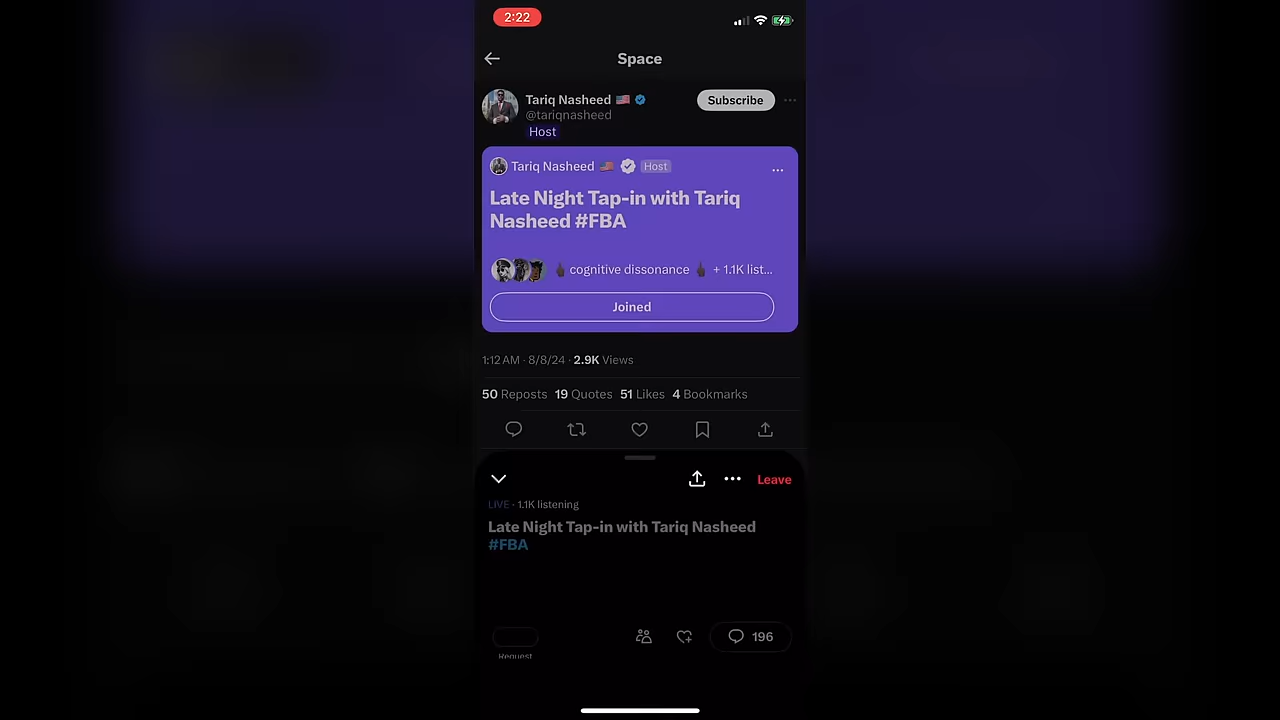 2:22
Space
Tariq Nasheed 🇺🇸
Subscribe
@tariqnasheed
Host
Tariq Nasheed 🇺🇸 Host
Late Night Tap-in with Tariq
Nasheed #FBA
cognitive dissonance + 1.1K list...
Joined
1:12 AM · 8/8/24 · 2.9K Views
50 Reposts 19 Quotes 51 Likes 4 Bookmarks
Leave
LIVE · 1.1K listening
Late Night Tap-in with Tariq Nasheed
#FBA
196
Request